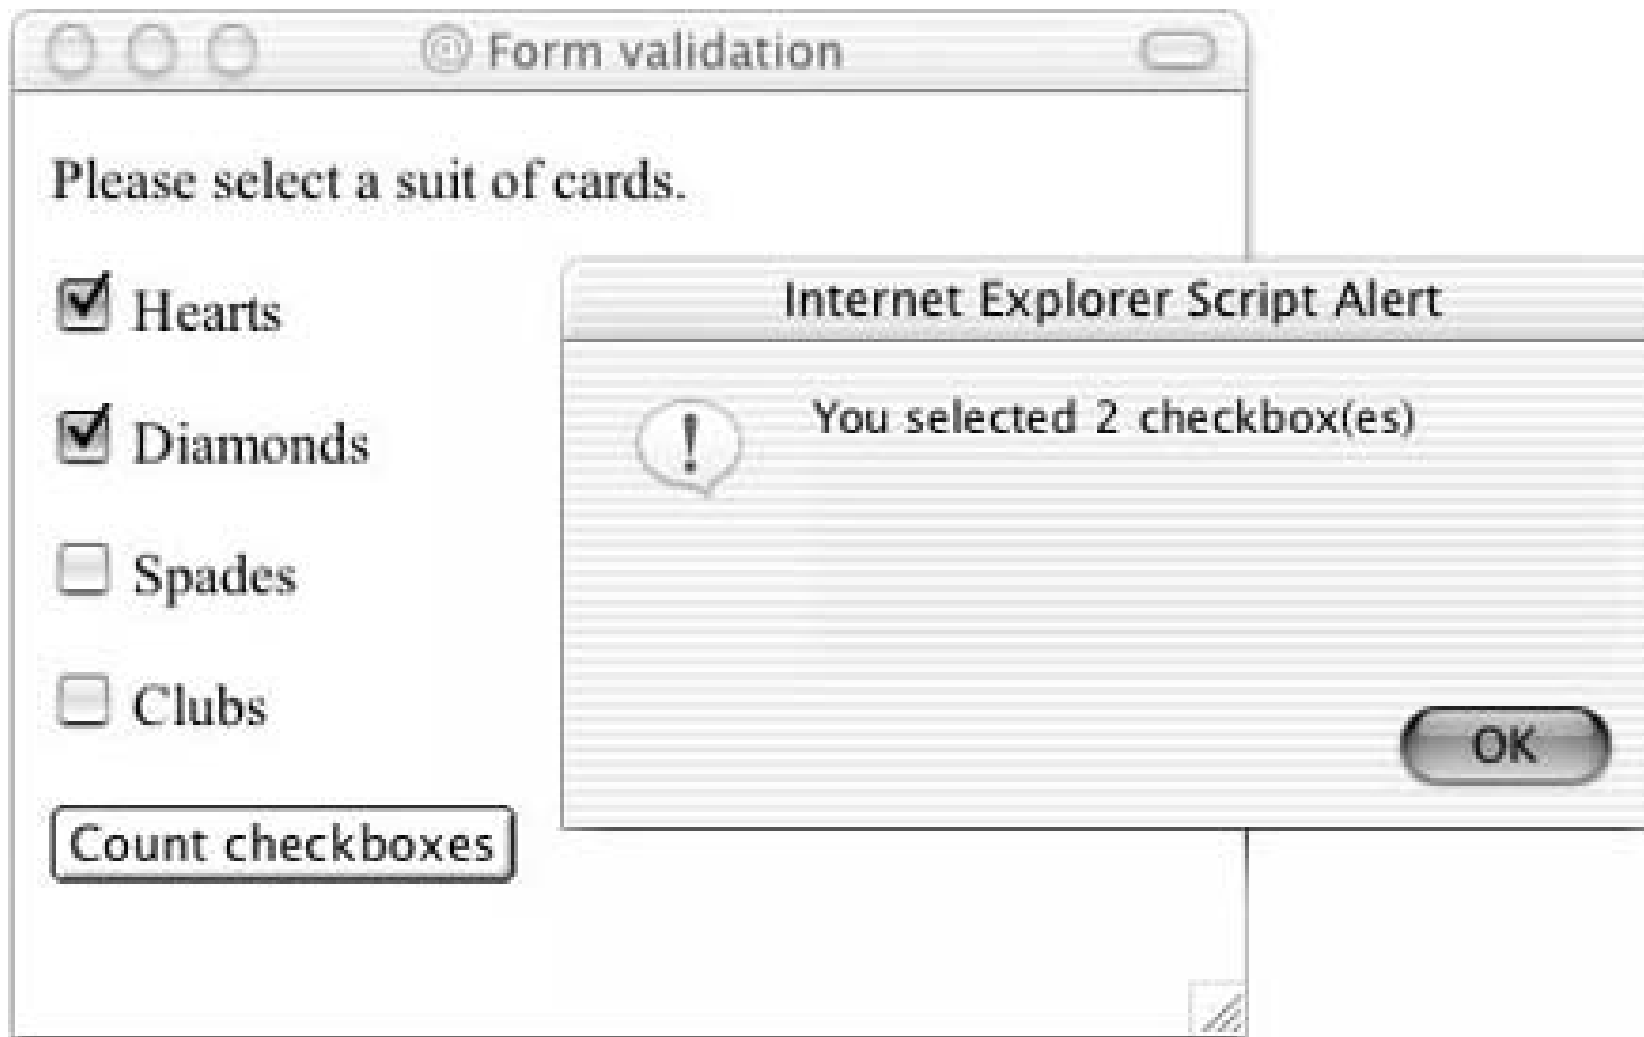 Form validation
Please select a suit of cards.
Hearts
Diamonds
Spades
Clubs
Count checkboxes
Internet Explorer Script Alert
You selected 2 checkbox(es)
OK